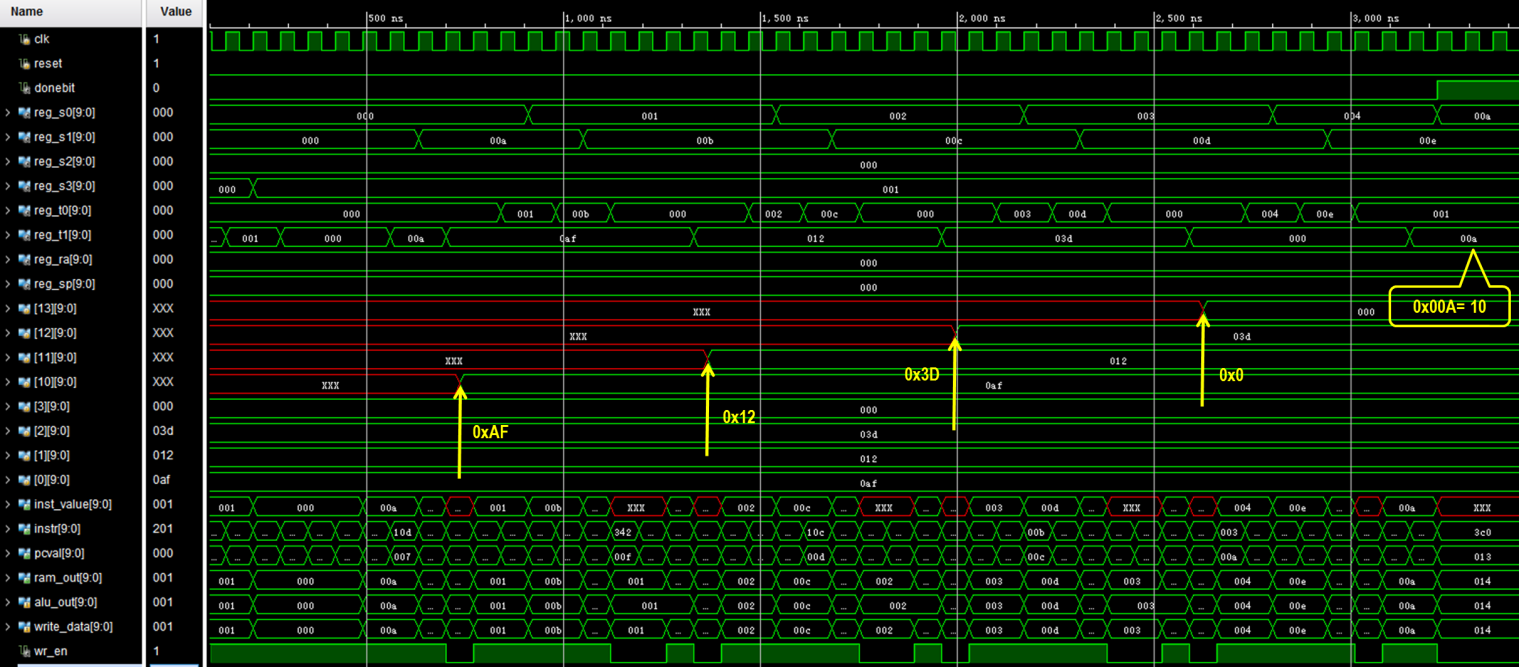 Name Value 500 ns 1,000 ns 1,500 ns 2,000 ns 2,500 ns 3,000 ns
clk 1
reset 1
donebit 0
reg_s0[9:0] 000 000 001 002 003 004 00a
reg_s1[9:0] 000 000 00a 00b 00c 00d 00e
reg_s2[9:0] 000 000
reg_s3[9:0] 000 000 001
reg_t0[9:0] 000 000 001 00b 000 002 00c 000 003 00d 000 004 00e 001
reg_t1[9:0] 000 ... 001 000 00a 0af 012 03d 000 00a
reg_ra[9:0] 000 000
reg_sp[9:0] 000 000
[13][9:0] XXX XXX 000 0x00A= 10
[12][9:0] XXX XXX 03d
[11][9:0] XXX XXX 012
0x3D 0x0
[10][9:0] XXX XXX 0af
[3][9:0] 000 000
0x12
[2][9:0] 03d 03d
0xAF
[1][9:0] 012 012
[0][9:0] 0af 0af
inst_value[9:0] 001 001 000 00a ... 001 00b ... XXX ... 002 00c XXX ... 003 00d ... XXX ... 004 00e ... 00a XXX
instr[9:0] 201 ... 10d ... 342 ... 10c ... 00b ... 003 ... 3c0
pcval[9:0] 000 ... 007 ... 00f ... 00d ... 00c ... 00a ... 013
ram_out[9:0] 001 001 000 00a ... 001 00b ... 001 ... 002 00c ... 002 ... 003 00d ... 003 ... 004 00e ... 00a 014
alu_out[9:0] 001 001 000 00a ... 001 00b ... 001 ... 002 00c ... 002 ... 003 00d ... 003 ... 004 00e ... 00a 014
write_data[9:0] 001 001 000 00a ... 001 00b ... 001 ... 002 00c ... 002 ... 003 00d ... 003 ... 004 00e ... 00a 014
wr_en 1